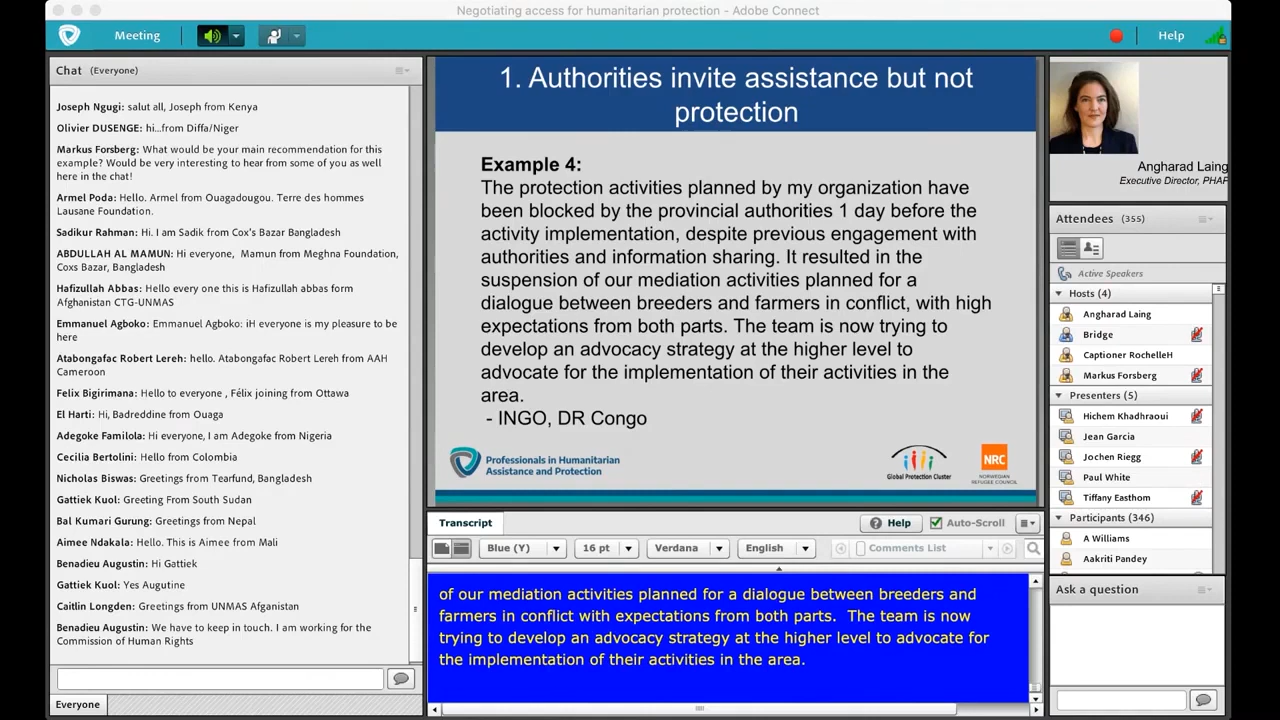 Negotiating access for humanitarian protection - Adobe Connect
Meeting
Help
Chat (Everyone)
Joseph Ngugi: salut all, Joseph from Kenya
Olivier DUSENGE: hi...from Diffa/Niger
Markus Forsberg: What would be your main recommendation for this
example? Would be very interesting to hear from some of you as well
here in the chat!
Armel Poda: Hello. Armel from Ouagadougou. Terre des hommes
Lausane Foundation.
Sadikur Rahman: Hi. I am Sadik from Cox's Bazar Bangladesh
ABDULLAH AL MAMUN: Hi everyone, Mamun from Meghna Foundation,
Coxs Bazar, Bangladesh
Hafizullah Abbas: Hello every one this is Hafizullah abbas form
Afghanistan CTG-UNMAS
Emmanuel Agboko: Emmanuel Agboko: iH everyone is my pleasure to be
here
Atabongafac Robert Lereh: hello. Atabongafac Robert Lereh from AAH
Cameroon
Felix Bigirimana: Hello to everyone , Félix joining from Ottawa
El Harti: Hi, Badreddine from Ouaga
Adegoke Familola: Hi everyone, I am Adegoke from Nigeria
Cecilia Bertolini: Hello from Colombia
Nicholas Biswas: Greetings from Tearfund, Bangladesh
Gattiek Kuol: Greeting From South Sudan
Bal Kumari Gurung: Greetings from Nepal
Aimee Ndakala: Hello. This is Aimee from Mali
Benadieu Augustin: Hi Gattiek
Gattiek Kuol: Yes Augutine
Caitlin Longden: Greetings from UNMAS Afganistan
Benadieu Augustin: We have to keep in touch. I am working for the
Commission of Human Rights
Everyone
1. Authorities invite assistance but not
protection
Example 4:
The protection activities planned by my organization have
been blocked by the provincial authorities 1 day before the
activity implementation, despite previous engagement with
authorities and information sharing. It resulted in the
suspension of our mediation activities planned for a
dialogue between breeders and farmers in conflict, with high
expectations from both parts. The team is now trying to
develop an advocacy strategy at the higher level to
advocate for the implementation of their activities in the
area.
- INGO, DR Congo
Professionals in Humanitarian
Assistance and Protection
Global Protection Cluster
NRC
NORWEGIAN
REFUGEE COUNCIL
Transcript
Help
Auto-Scroll
Blue (Y)
16 pt
Verdana
English
Comments List
of our mediation activities planned for a dialogue between breeders and
farmers in conflict with expectations from both parts. The team is now
trying to develop an advocacy strategy at the higher level to advocate for
the implementation of their activities in the area.
Angharad Laing
Executive Director, PHAP
Attendees (355)
Active Speakers
Hosts (4)
Angharad Laing
Bridge
Captioner RochelleH
Markus Forsberg
Presenters (5)
Hichem Khadhraoui
Jean Garcia
Jochen Riegg
Paul White
Tiffany Easthom
Participants (346)
A Williams
Aakriti Pandey
Ask a question